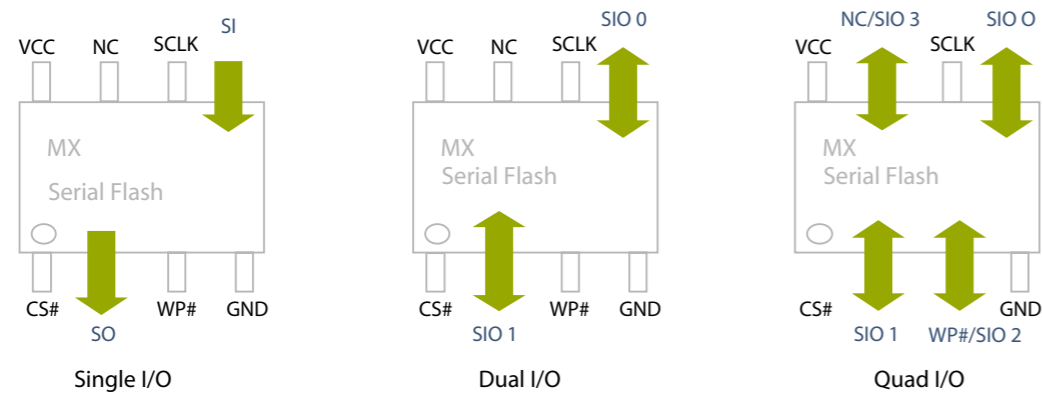 SI
VCC NC SCLK
MX
Serial Flash
CS# WP# GND
SO
Single I/O
SIO 0
VCC NC SCLK
MX
Serial Flash
CS# WP# GND
SIO 1
Dual I/O
NC/SIO 3 SIO O
VCC SCLK
MX
Serial Flash
CS# GND
SIO 1 WP#/SIO 2
Quad I/O